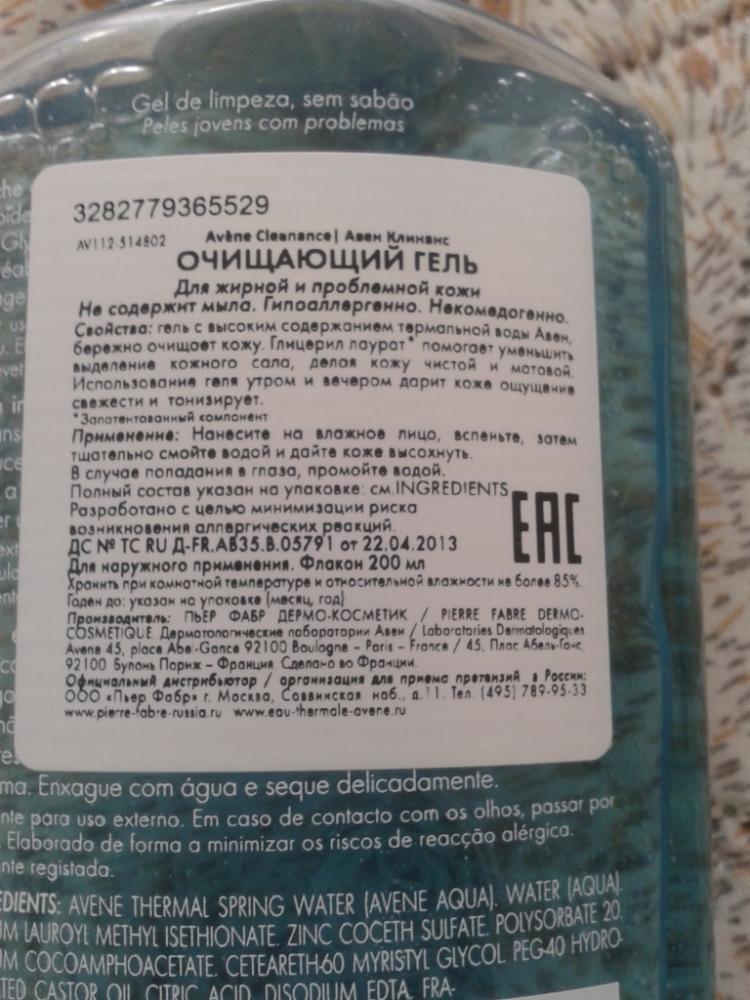 Gel de limpeza, sem sabão
Peles jovens com problemas
3282779365529
AV112-514802 Avène Cleanance| Авен Клинанс
ОЧИЩАЮЩИЙ ГЕЛЬ
Для жирной и проблемной кожи
Не содержит мыла. Гипоаллергенно. Некомедогенно.
Свойства: гель с высоким содержанием термальной воды Авен,
бережно очищает кожу. Глицерил лаурат* помогает уменьшить
выделение кожного сала, делая кожу чистой и матовой.
Использование геля утром и вечером дарит коже ощущение
свежести и тонизирует.
*Запатентованный компонент
Применение: Нанесите на влажное лицо, вспеньте, затем
тщательно смойте водой и дайте коже высохнуть.
В случае попадания в глаза, промойте водой.
Полный состав указан на упаковке: см.INGREDIENTS
Разработано с целью минимизации риска
возникновения аллергических реакций.
EAC
ДС № ТС RU Д-FR.АВ35.В.05791 от 22.04.2013
Для наружного применения. Флакон 200 мл
Хранить при комнатной температуре и относительной влажности не более 85%.
Годен до: указан на упаковке (месяц, год)
Производитель: ПЬЕР ФАБР ДЕРМО-КОСМЕТИК / PIERRE FABRE DERMO-
COSMETIQUE Дерматологические лаборатории Авен / Laboratories Dermatologiques
Avene 45, place Abel-Gance 92100 Boulogne - Paris - France / 45, Плас Абель-Ганс,
92100 Булонь Париж - Франция. Сделано во Франции.
Официальный дистрибьютор / организация для приема претензий в России:
ООО «Пьер Фабр» г. Москва, Саввинская наб., д.11. Тел. (495) 789-95-33
www.pierre-fabre-russia.ru www.eau-thermale-avene.ru
Enxague com água e seque delicadamente.
para uso externo. Em caso de contacto com os olhos, passar por
Elaborado de forma a minimizar os riscos de reacção alérgica.
registada.
AVENE THERMAL SPRING WATER (AVENE AQUA). WATER (AQUA).
LAUROYL METHYL ISETHIONATE. ZINC COCETH SULFATE. POLYSORBATE 20.
COCOAMPHOACETATE. CETEARETH-60 MYRISTYL GLYCOL. PEG-40 HYDRO-
CASTOR OIL. CITRIC ACID. DISODIUM EDTA. FRA-